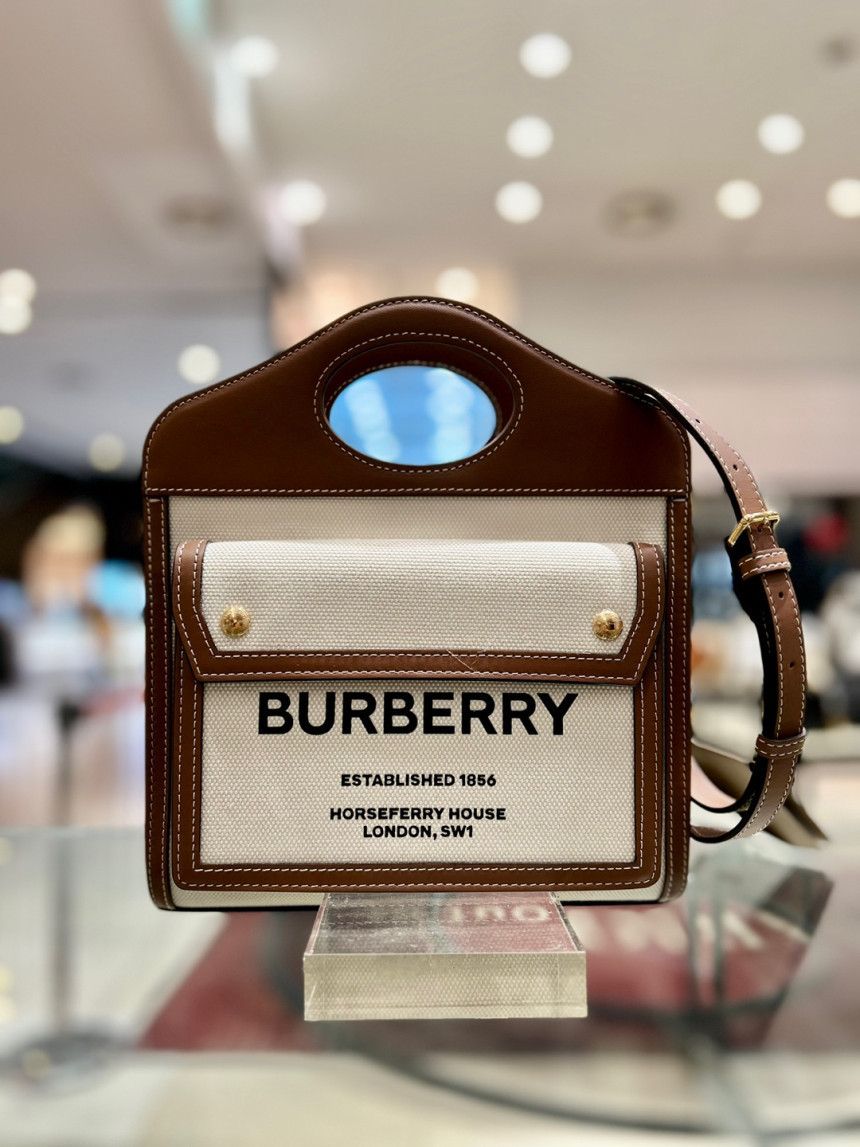 BURBERRY
ESTABLISHED 1856
HORSEFERRY HOUSE
LONDON, SW1